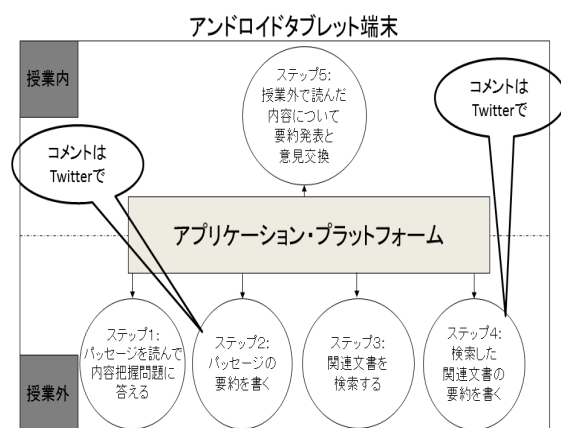 アンドロイドタブレット端末
授業内
ステップ5:
授業外で読んだ
内容について
要約発表と
意見交換
コメントは
Twitterで
コメントは
Twitterで
アプリケーション・プラットフォーム
ステップ1:
パッセージを読んで
内容把握問題に
答える
ステップ2:
パッセージの
要約を書く
ステップ3:
関連文書を
検索する
ステップ4:
検索した
関連文書の
要約を書く
授業外